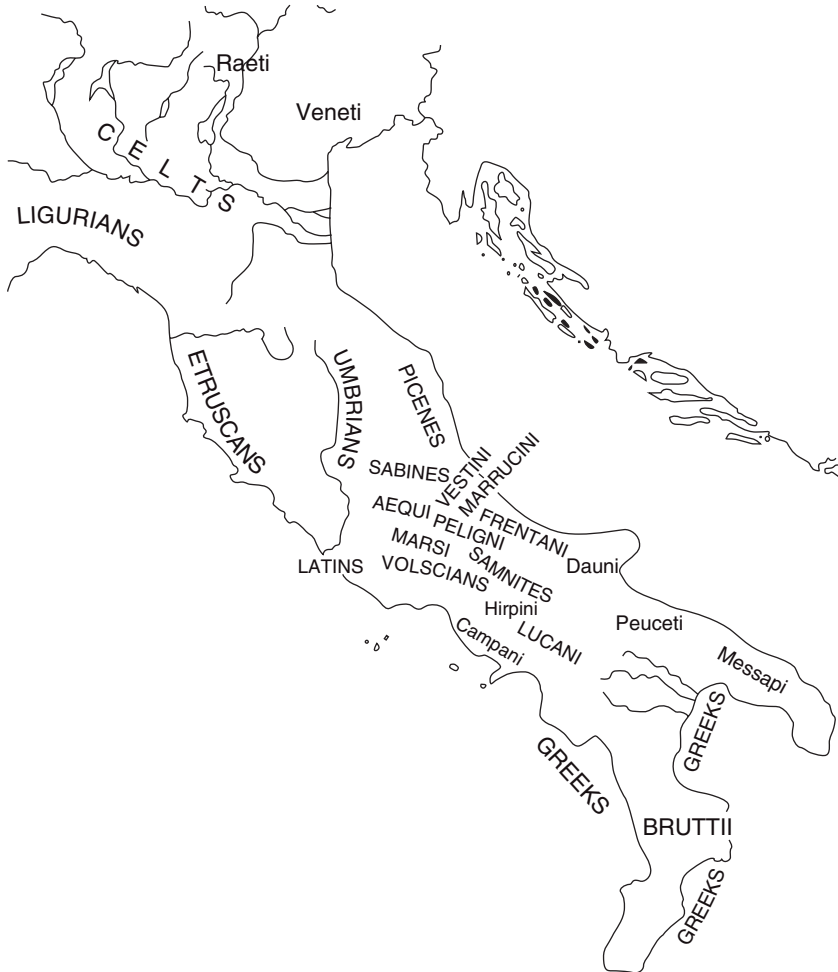 Raeti
Veneti
CELTS
LIGURIANS
ETRUSCANS
UMBRIANS
PICENES
SABINES
VESTINI
MARRUCINI
AEQUI
PELIGNI
FRENTANI
MARSI
SAMNITES
LATINS
VOLSCIANS
Dauni
Hirpini
Campani
LUCANI
Peuceti
Messapi
GREEKS
GREEKS
BRUTTII
GREEKS